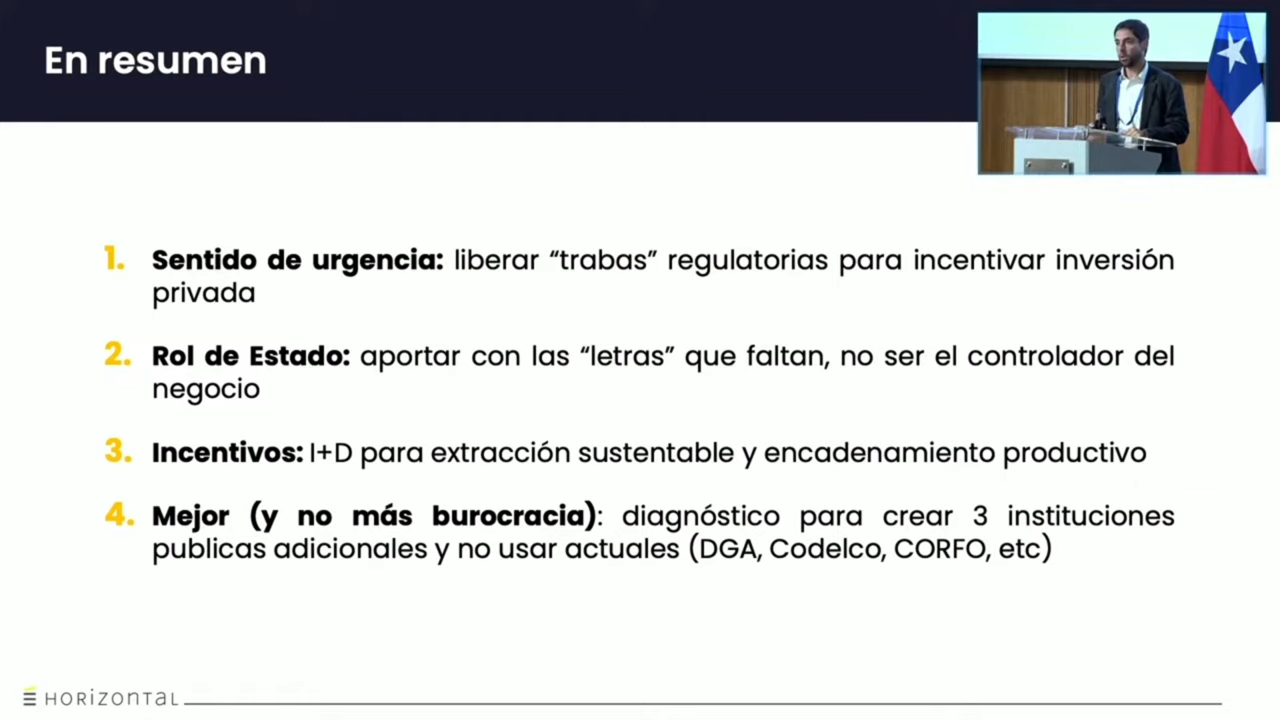 En resumen
1. Sentido de urgencia: liberar “trabas” regulatorias para incentivar inversión
privada
2. Rol de Estado: aportar con las “letras” que faltan, no ser el controlador del
negocio
3. Incentivos: I+D para extracción sustentable y encadenamiento productivo
4. Mejor (y no más burocracia): diagnóstico para crear 3 instituciones
publicas adicionales y no usar actuales (DGA, Codelco, CORFO, etc)
HORIZONTAL